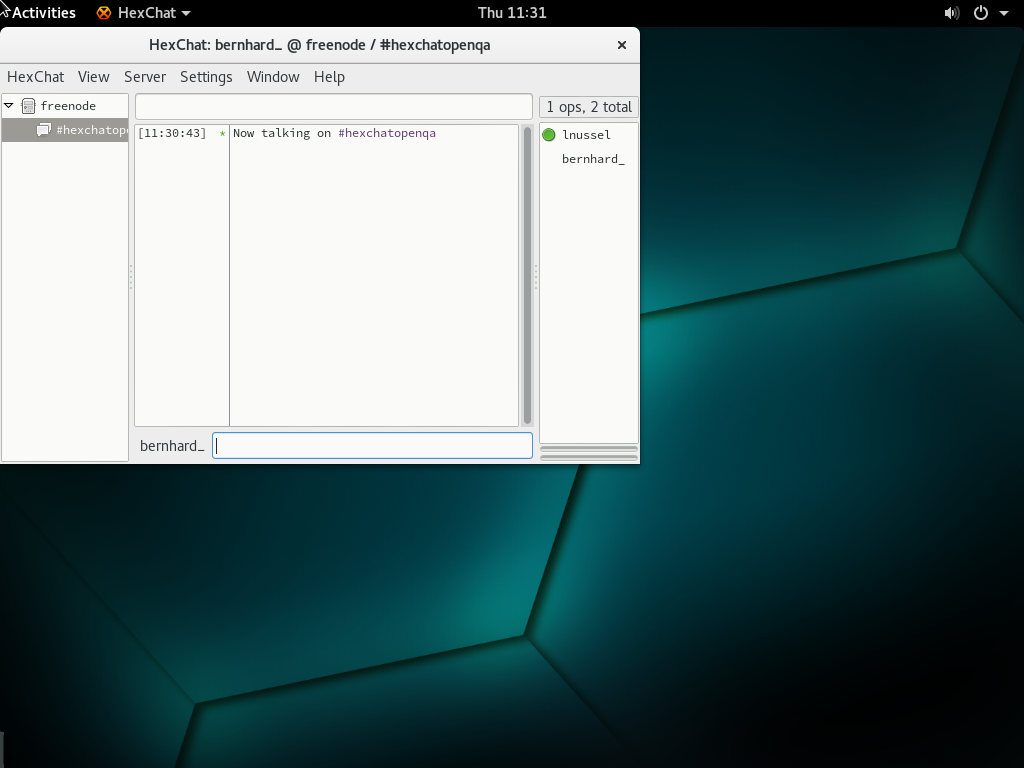 Activities HexChat Thu 11:31
HexChat: bernhard_ @ freenode / #hexchatopenqa
HexChat View Server Settings Window Help
freenode
#hexchatop
1 ops, 2 total
[11:30:43] * Now talking on #hexchatopenqa
lnussel
bernhard_
bernhard_